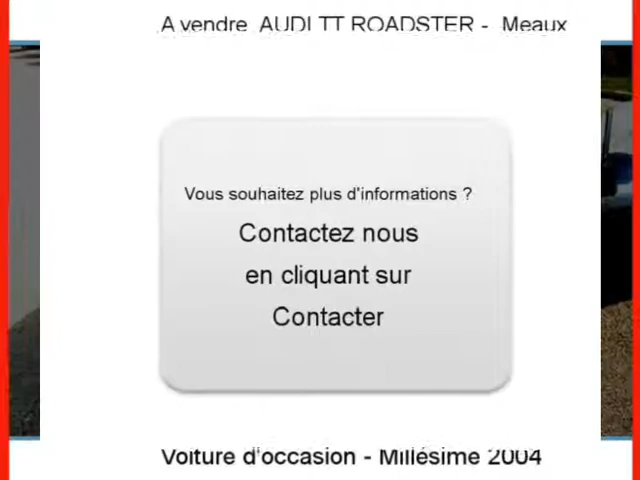 A vendre AUDI TT ROADSTER - Meaux
Vous souhaitez plus d'informations ?
Contactez nous
en cliquant sur
Contacter
Voiture d'occasion - Millésime 2004